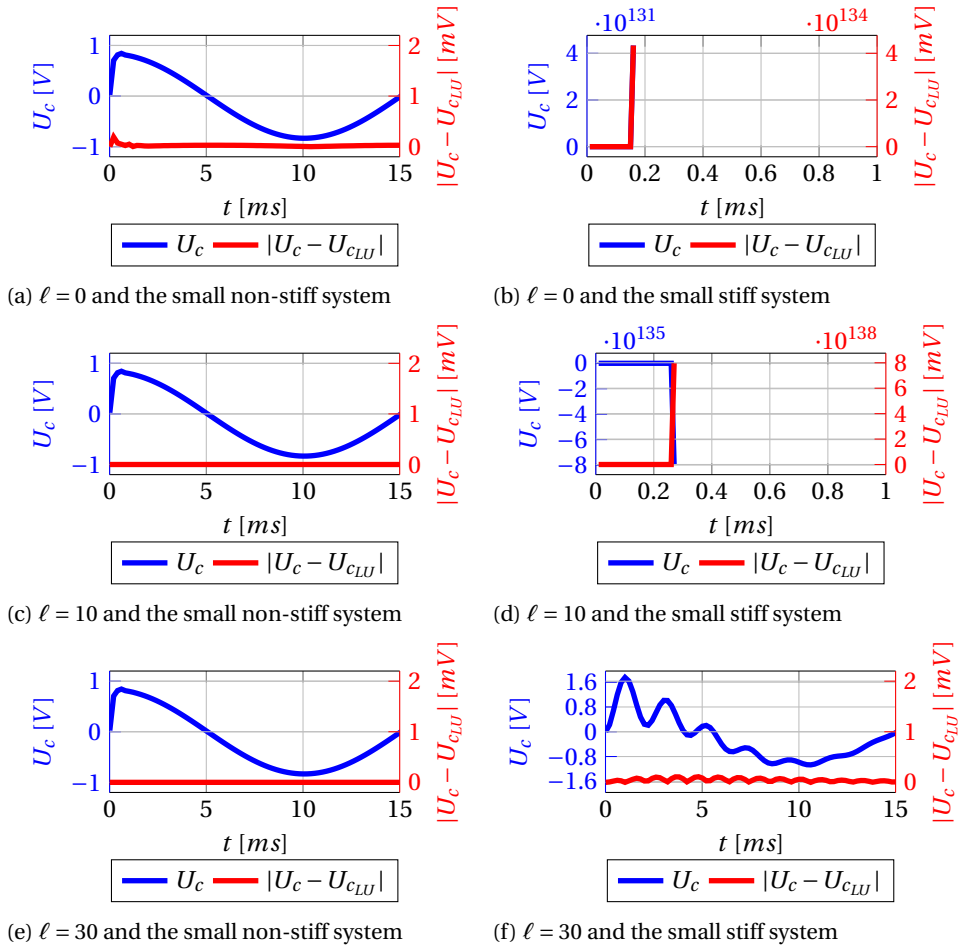 1
0
−1
U_c [V]
2
1
0
|U_c − U_{c_{LU}}| [mV]
0 5 10 15
t [ms]
U_c |U_c − U_{c_{LU}}|
(a) ℓ = 0 and the small non-stiff system
·10^{131} ·10^{134}
4
2
0
U_c [V]
4
2
0
|U_c − U_{c_{LU}}| [mV]
0 0.2 0.4 0.6 0.8 1
t [ms]
U_c |U_c − U_{c_{LU}}|
(b) ℓ = 0 and the small stiff system
1
0
−1
U_c [V]
2
1
0
|U_c − U_{c_{LU}}| [mV]
0 5 10 15
t [ms]
U_c |U_c − U_{c_{LU}}|
(c) ℓ = 10 and the small non-stiff system
·10^{135} ·10^{138}
0
−2
−4
−6
−8
U_c [V]
8
6
4
2
0
|U_c − U_{c_{LU}}| [mV]
0 0.2 0.4 0.6 0.8 1
t [ms]
U_c |U_c − U_{c_{LU}}|
(d) ℓ = 10 and the small stiff system
1
0
−1
U_c [V]
2
1
0
|U_c − U_{c_{LU}}| [mV]
0 5 10 15
t [ms]
U_c |U_c − U_{c_{LU}}|
(e) ℓ = 30 and the small non-stiff system
1.6
0.8
0
−0.8
−1.6
U_c [V]
2
1
0
|U_c − U_{c_{LU}}| [mV]
0 5 10 15
t [ms]
U_c |U_c − U_{c_{LU}}|
(f) ℓ = 30 and the small stiff system